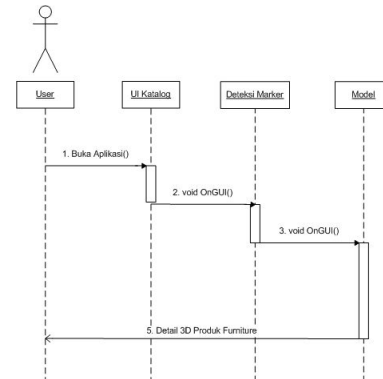 User
UI Katalog
Deteksi Marker
Model
1. Buka Aplikasi()
2. void OnGUI()
3. void OnGUI()
5. Detail 3D Produk Furniture